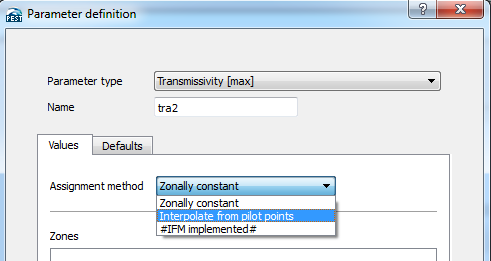 PEST Parameter definition ?
Parameter type Transmissivity [max]
Name tra2
Values Defaults
Assignment method Zonally constant
Zonally constant
Interpolate from pilot points
#IFM implemented#
Zones